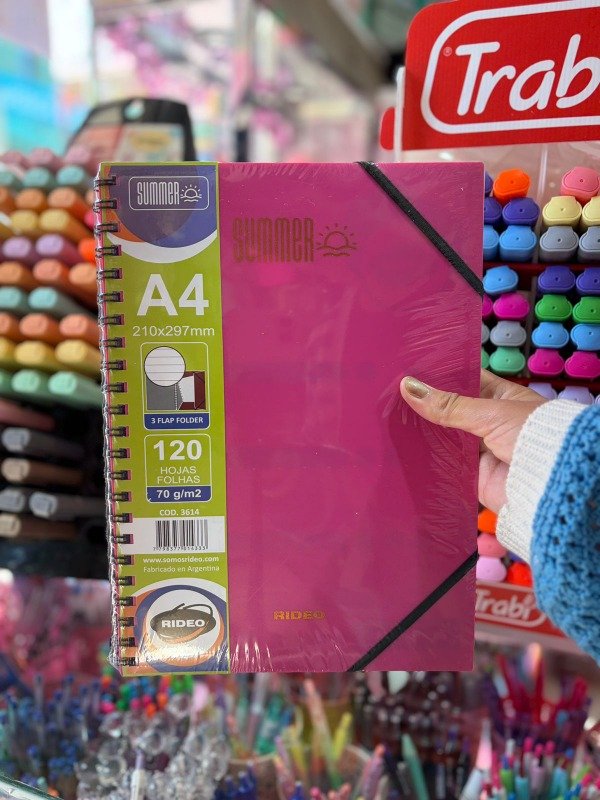 Trabi
SUMMER
SUMMER
A4
210x297mm
3 FLAP FOLDER
120
HOJAS
FOLHAS
70 g/m2
COD. 3614
www.somosrideo.com
Fabricado en Argentina
RIDEO
RIDEO
Trabi